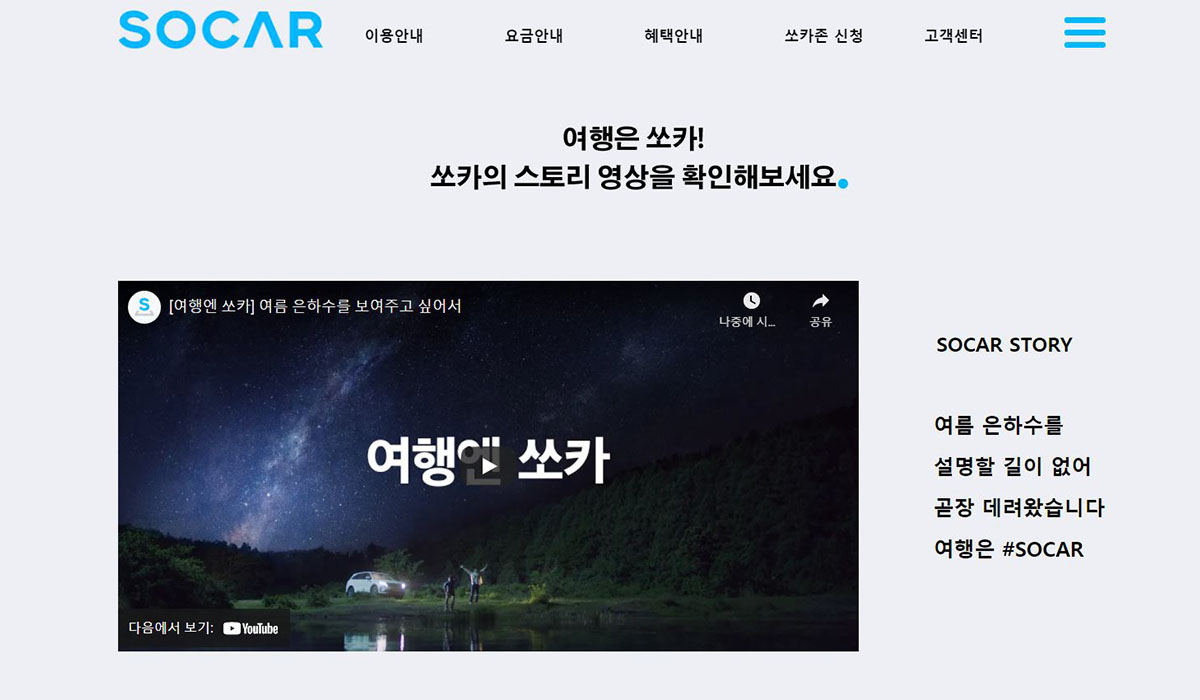 SOCAR
이용안내
요금안내
혜택안내
쏘카존 신청
고객센터
여행은 쏘카!
쏘카의 스토리 영상을 확인해보세요.
S
[여행엔 쏘카] 여름 은하수를 보여주고 싶어서
나중에 시...
공유
여행엔 쏘카
다음에서 보기: YouTube
SOCAR STORY
여름 은하수를
설명할 길이 없어
곧장 데려왔습니다
여행은 #SOCAR